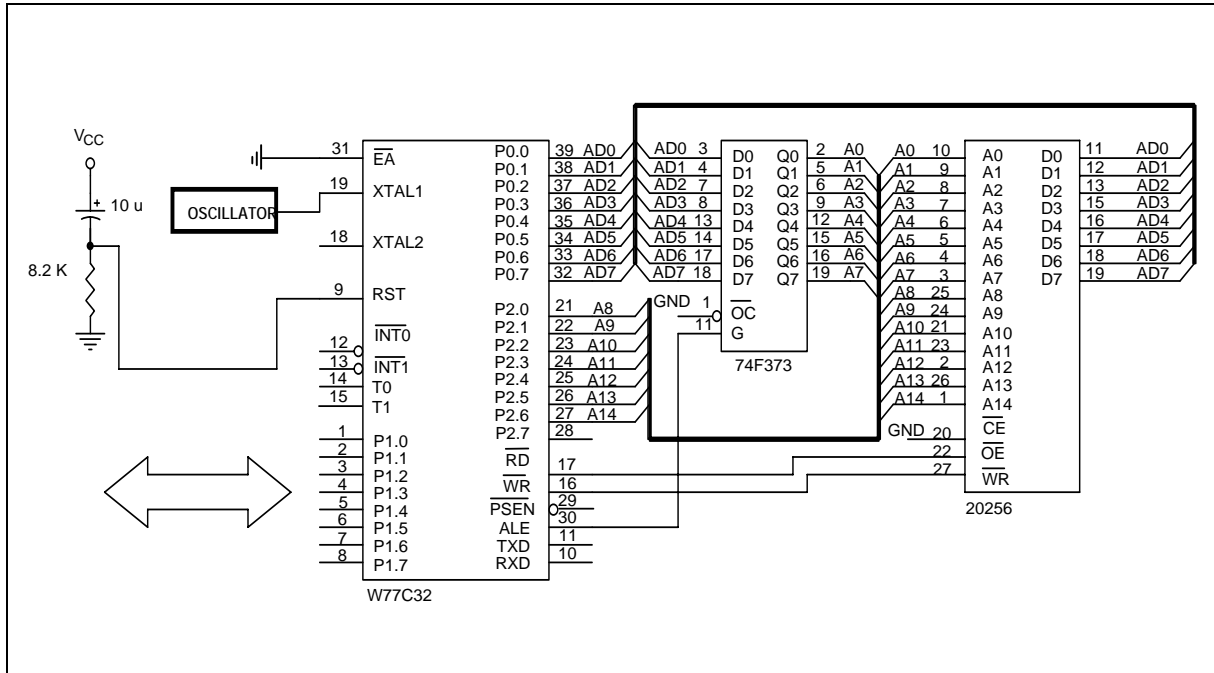 VCC
10 u
8.2 K
OSCILLATOR
31 EA
19 XTAL1
18 XTAL2
9 RST
INT0
12
INT1
13
14 T0
15 T1
1 P1.0
2 P1.1
3 P1.2
4 P1.3
5 P1.4
6 P1.5
7 P1.6
8 P1.7
P0.0 39 AD0
P0.1 38 AD1
P0.2 37 AD2
P0.3 36 AD3
P0.4 35 AD4
P0.5 34 AD5
P0.6 33 AD6
P0.7 32 AD7
P2.0 21 A8
P2.1 22 A9
P2.2 23 A10
P2.3 24 A11
P2.4 25 A12
P2.5 26 A13
P2.6 27 A14
P2.7 28
RD 17
WR 16
PSEN 29
ALE 30
TXD 11
RXD 10
W77C32
AD0 3 D0 Q0 2 A0
AD1 4 D1 Q1 5 A1
AD2 7 D2 Q2 6 A2
AD3 8 D3 Q3 9 A3
AD4 13 D4 Q4 12 A4
AD5 14 D5 Q5 15 A5
AD6 17 D6 Q6 16 A6
AD7 18 D7 Q7 19 A7
GND 1 OC
11 G
74F373
A0 10 A0 D0 11 AD0
A1 9 A1 D1 12 AD1
A2 8 A2 D2 13 AD2
A3 7 A3 D3 15 AD3
A4 6 A4 D4 16 AD4
A5 5 A5 D5 17 AD5
A6 4 A6 D6 18 AD6
A7 3 A7 D7 19 AD7
A8 25 A8
A9 24 A9
A10 21 A10
A11 23 A11
A12 2 A12
A13 26 A13
A14 1 A14
GND 20 CE
22 OE
27 WR
20256